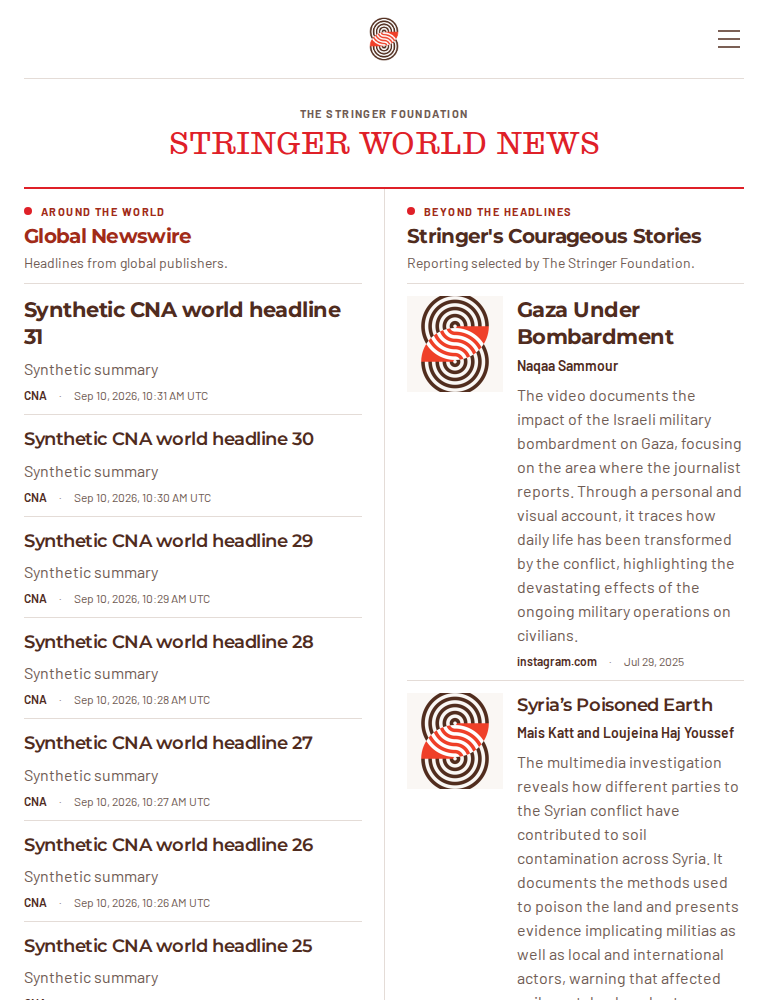 THE STRINGER FOUNDATION
STRINGER WORLD NEWS
AROUND THE WORLD
Global Newswire
Headlines from global publishers.
Synthetic CNA world headline
31
Synthetic summary
CNA · Sep 10, 2026, 10:31 AM UTC
Synthetic CNA world headline 30
Synthetic summary
CNA · Sep 10, 2026, 10:30 AM UTC
Synthetic CNA world headline 29
Synthetic summary
CNA · Sep 10, 2026, 10:29 AM UTC
Synthetic CNA world headline 28
Synthetic summary
CNA · Sep 10, 2026, 10:28 AM UTC
Synthetic CNA world headline 27
Synthetic summary
CNA · Sep 10, 2026, 10:27 AM UTC
Synthetic CNA world headline 26
Synthetic summary
CNA · Sep 10, 2026, 10:26 AM UTC
Synthetic CNA world headline 25
Synthetic summary
BEYOND THE HEADLINES
Stringer's Courageous Stories
Reporting selected by The Stringer Foundation.
Gaza Under
Bombardment
Naqaa Sammour
The video documents the
impact of the Israeli military
bombardment on Gaza, focusing
on the area where the journalist
reports. Through a personal and
visual account, it traces how
daily life has been transformed
by the conflict, highlighting the
devastating effects of the
ongoing military operations on
civilians.
instagram.com · Jul 29, 2025
Syria’s Poisoned Earth
Mais Katt and Loujeina Haj Youssef
The multimedia investigation
reveals how different parties to
the Syrian conflict have
contributed to soil
contamination across Syria. It
documents the methods used
to poison the land and presents
evidence implicating militias as
well as local and international
actors, warning that affected